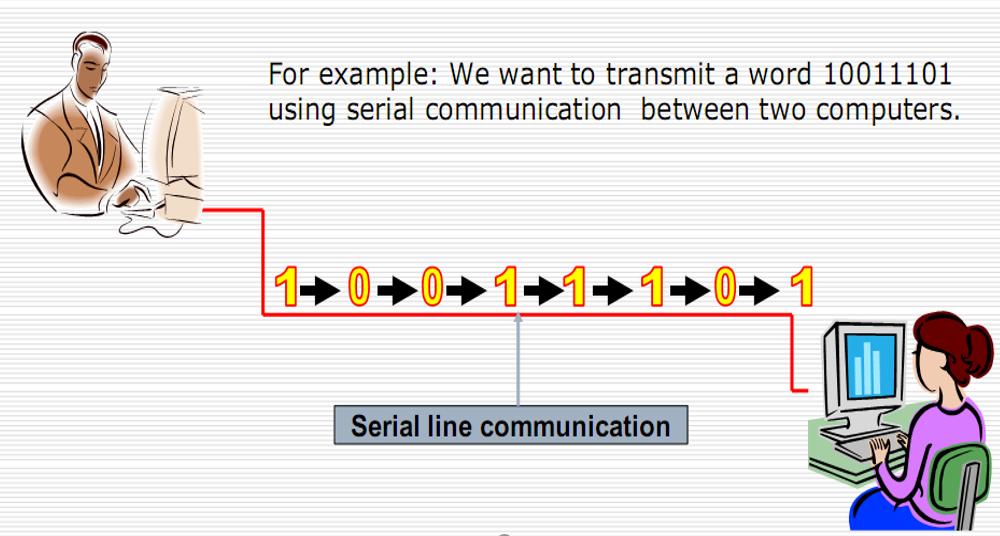 For example: We want to transmit a word 10011101
using serial communication between two computers.
1 0 0 1 1 1 0 1
Serial line communication